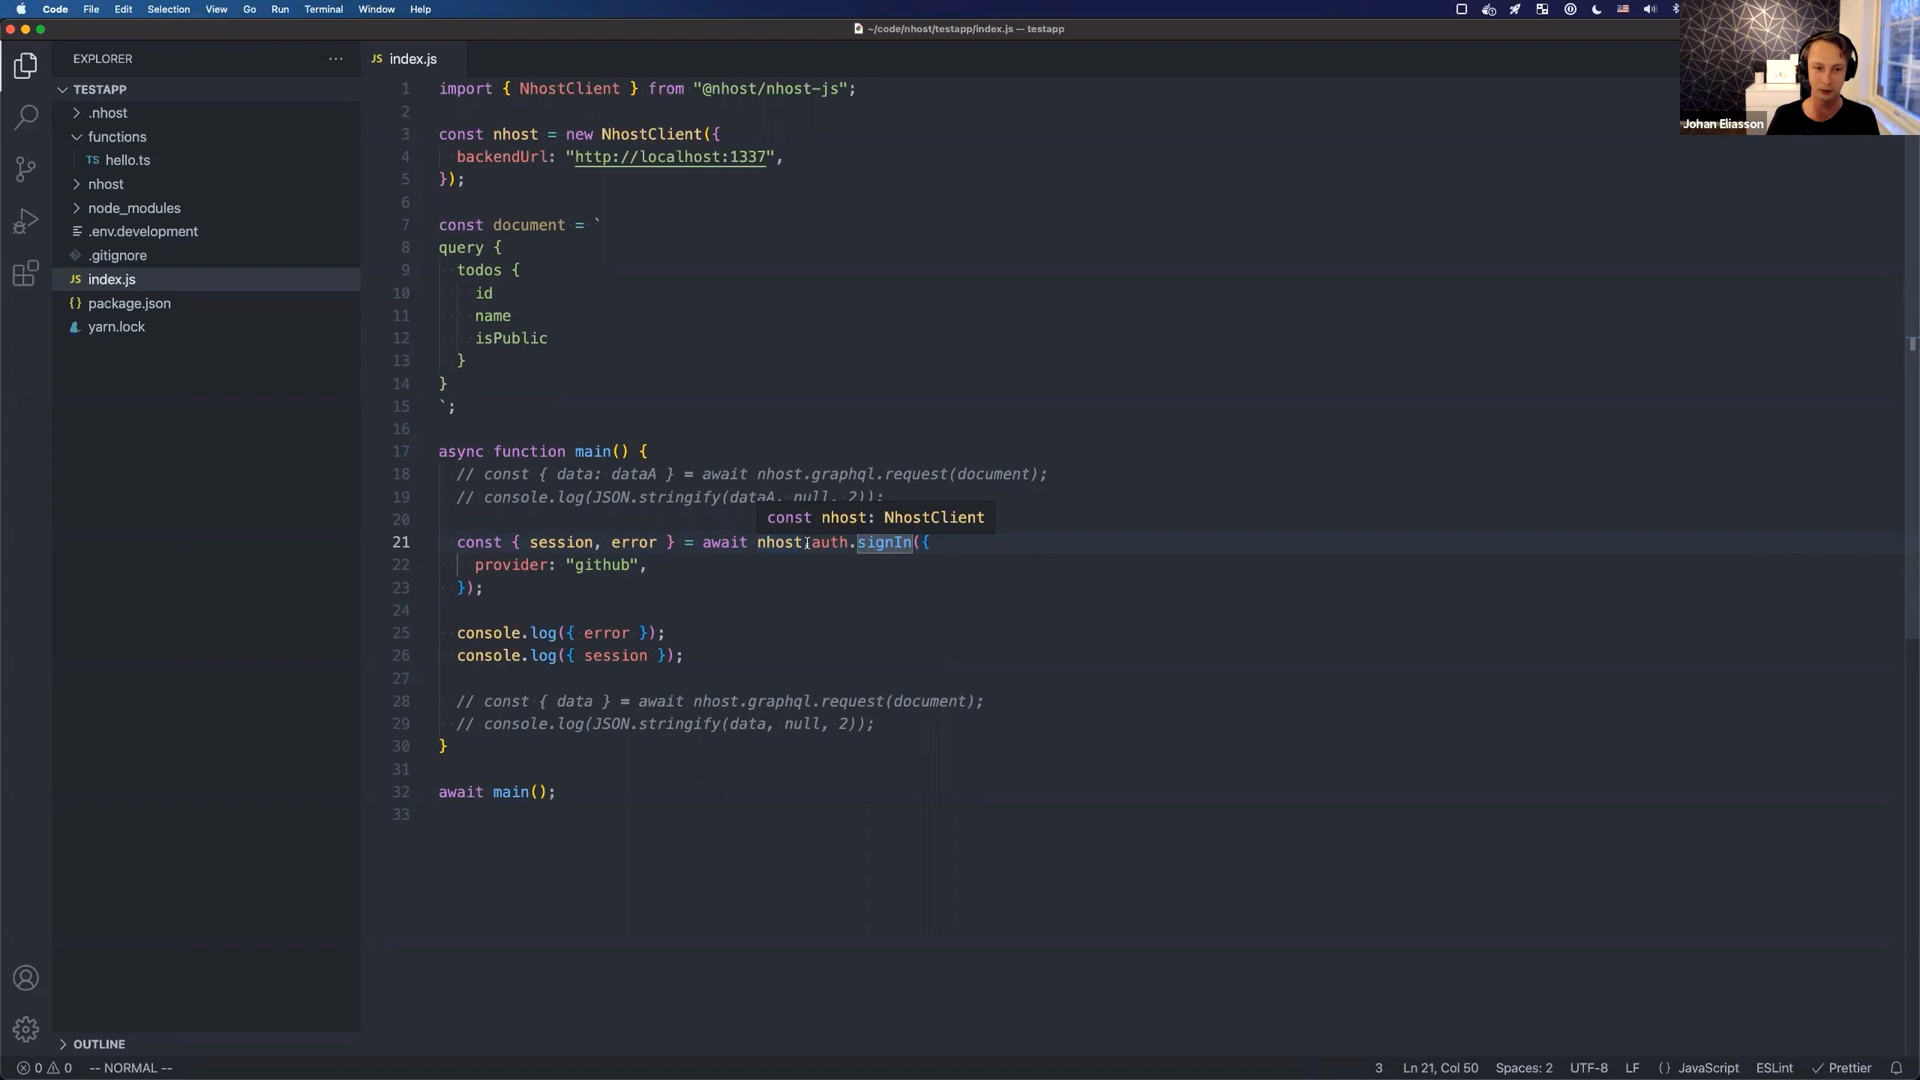 Code File Edit Selection View Go Run Terminal Window Help
~/code/nhost/testapp/index.js — testapp
Johan Eliasson
EXPLORER
TESTAPP
.nhost
functions
TS hello.ts
nhost
node_modules
.env.development
.gitignore
JS index.js
{} package.json
yarn.lock
OUTLINE
JS index.js
1 import { NhostClient } from "@nhost/nhost-js";
2
3 const nhost = new NhostClient({
4 backendUrl: "http://localhost:1337",
5 });
6
7 const document = `
8 query {
9 todos {
10 id
11 name
12 isPublic
13 }
14 }
15 `;
16
17 async function main() {
18 // const { data: dataA } = await nhost.graphql.request(document);
19 // console.log(JSON.stringify(dataA, null, 2));
20
const nhost: NhostClient
21 const { session, error } = await nhost.auth.signIn({
22 provider: "github",
23 });
24
25 console.log({ error });
26 console.log({ session });
27
28 // const { data } = await nhost.graphql.request(document);
29 // console.log(JSON.stringify(data, null, 2));
30 }
31
32 await main();
33
0 0 -- NORMAL --
3 Ln 21, Col 50 Spaces: 2 UTF-8 LF {} JavaScript ESLint Prettier